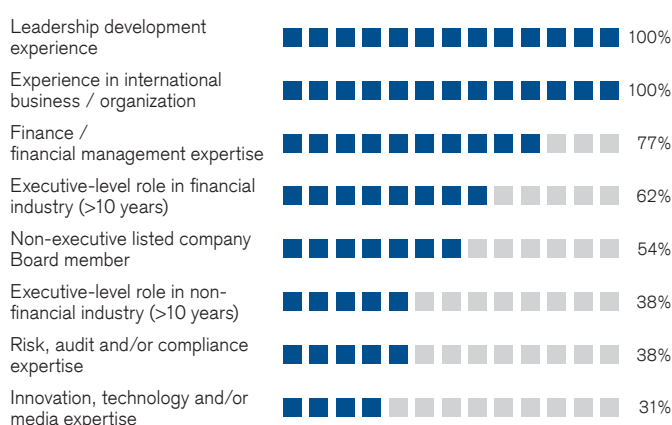 Leadership development
experience
100%
Experience in international
business / organization
100%
Finance /
financial management expertise
77%
Executive-level role in financial
industry (>10 years)
62%
Non-executive listed company
Board member
54%
Executive-level role in non-
financial industry (>10 years)
38%
Risk, audit and/or compliance
expertise
38%
Innovation, technology and/or
media expertise
31%